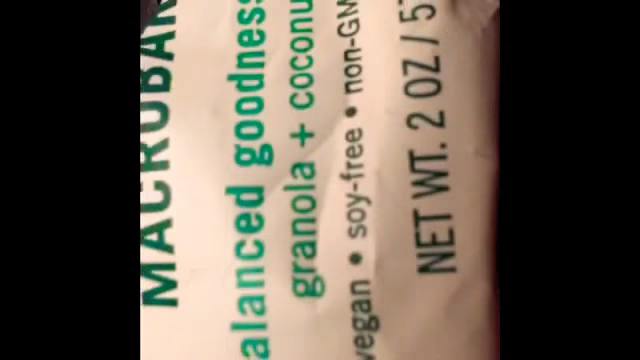 MACROBAR
alanced goodness
granola + coconu
vegan • soy-free • non-GM
NET WT. 2 OZ / 5